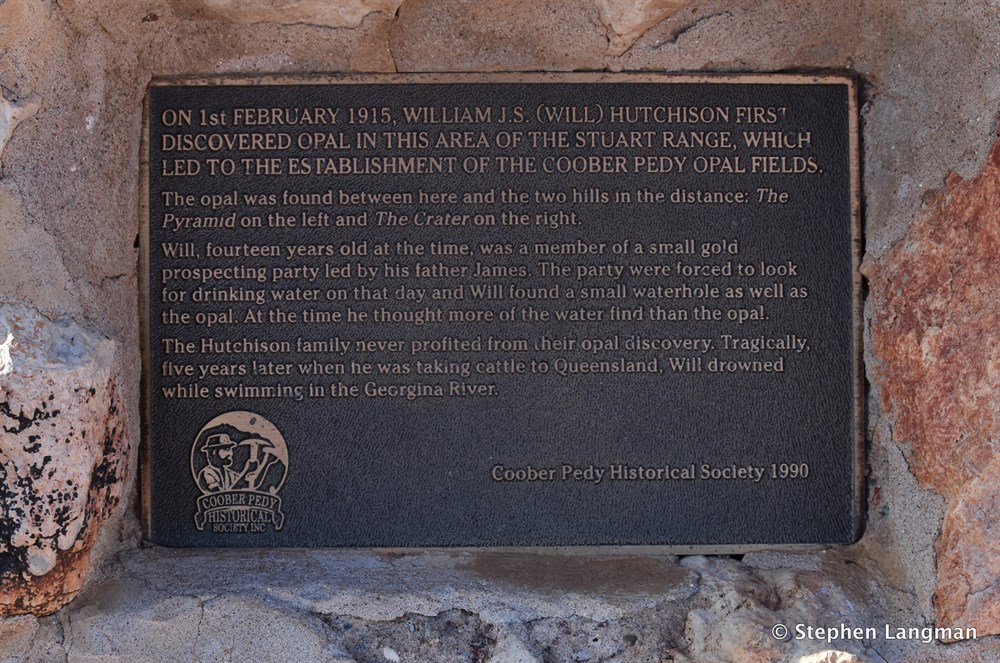 ON 1st FEBRUARY 1915, WILLIAM J.S. (WILL) HUTCHISON FIRST
DISCOVERED OPAL IN THIS AREA OF THE STUART RANGE, WHICH
LED TO THE ESTABLISHMENT OF THE COOBER PEDY OPAL FIELDS.
The opal was found between here and the two hills in the distance: The
Pyramid on the left and The Crater on the right.
Will, fourteen years old at the time, was a member of a small gold
prospecting party led by his father James. The party were forced to look
for drinking water on that day and Will found a small waterhole as well as
the opal. At the time he thought more of the water find than the opal.
The Hutchison family never profited from their opal discovery. Tragically,
five years later when he was taking cattle to Queensland, Will drowned
while swimming in the Georgina River.
Coober Pedy Historical Society 1990
COOBER PEDY
HISTORICAL
SOCIETY INC
© Stephen Langman